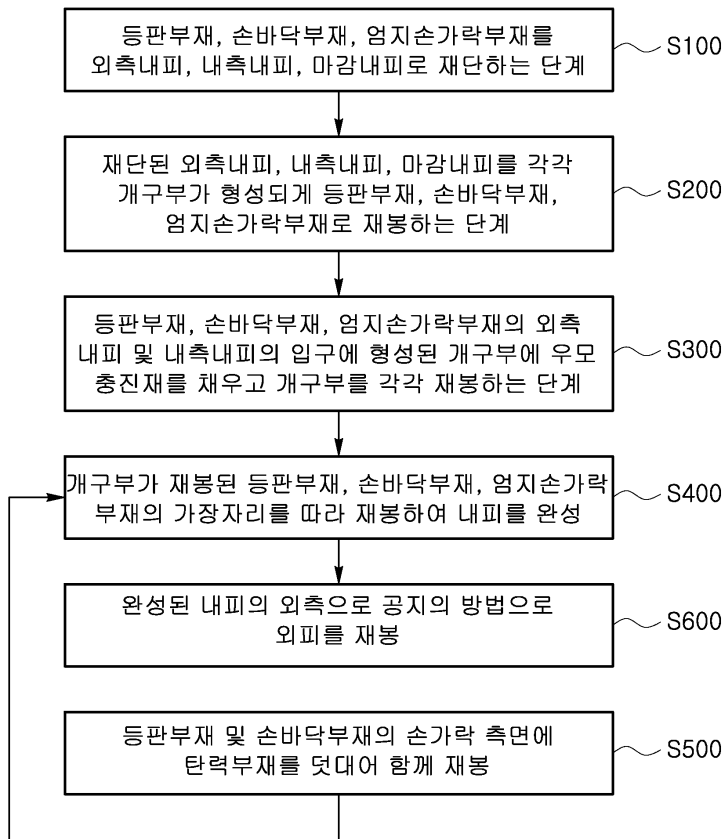 등판부재, 손바닥부재, 엄지손가락부재를
외측내피, 내측내피, 마감내피로 재단하는 단계
S100
재단된 외측내피, 내측내피, 마감내피를 각각
개구부가 형성되게 등판부재, 손바닥부재,
엄지손가락부재로 재봉하는 단계
S200
등판부재, 손바닥부재, 엄지손가락부재의 외측
내피 및 내측내피의 입구에 형성된 개구부에 우모
충진재를 채우고 개구부를 각각 재봉하는 단계
S300
개구부가 재봉된 등판부재, 손바닥부재, 엄지손가락
부재의 가장자리를 따라 재봉하여 내피를 완성
S400
완성된 내피의 외측으로 공지의 방법으로
외피를 재봉
S600
등판부재 및 손바닥부재의 손가락 측면에
탄력부재를 덧대어 함께 재봉
S500